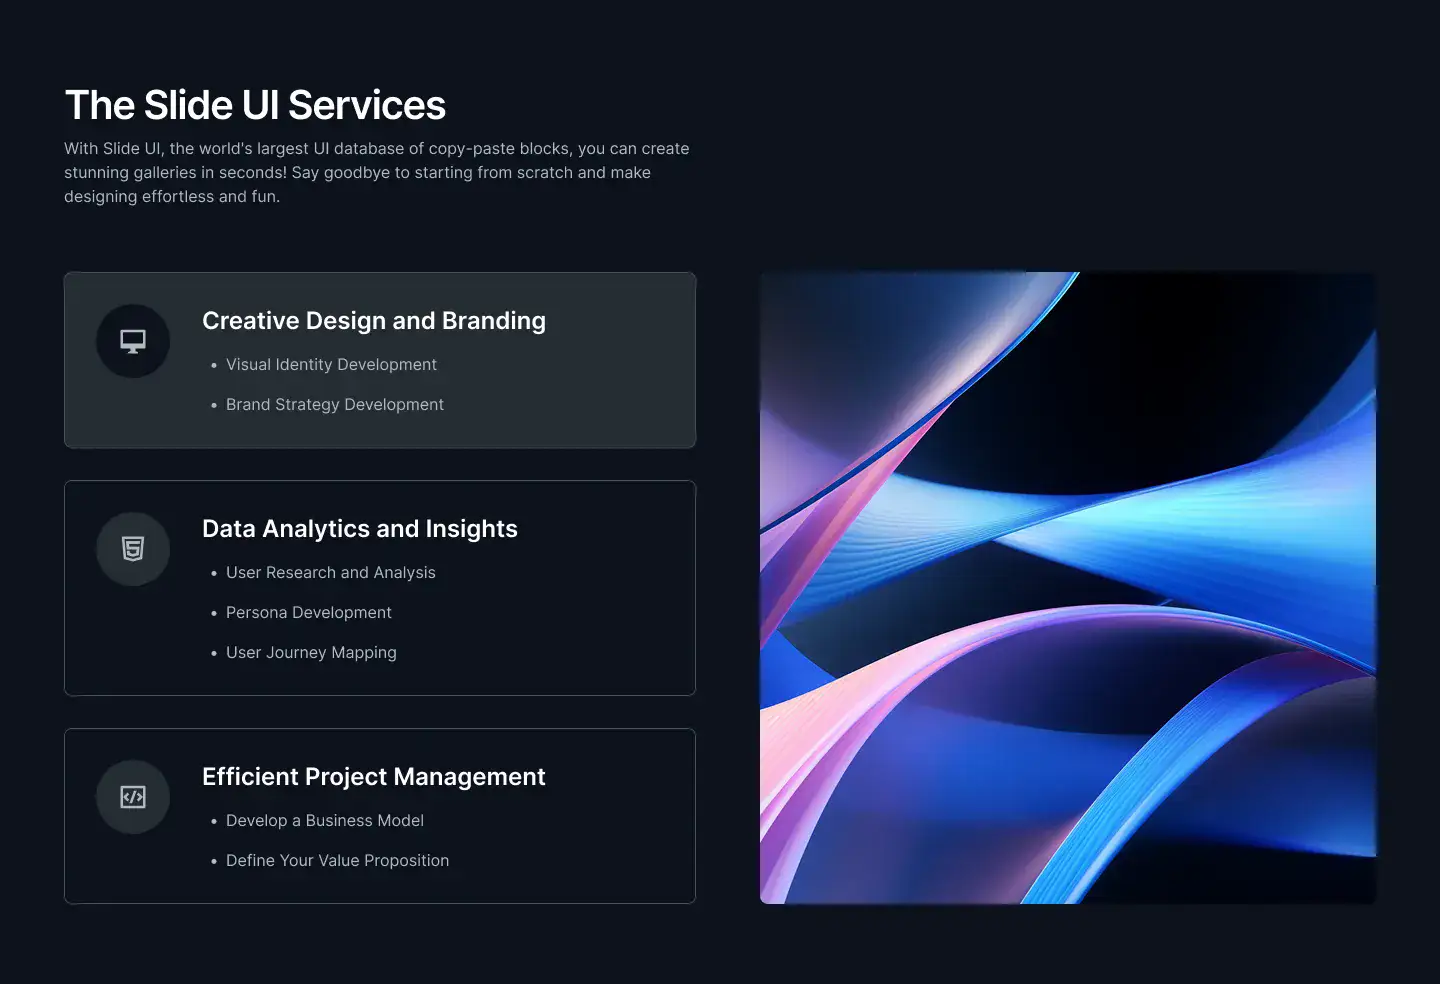 The Slide UI Services
With Slide UI, the world's largest UI database of copy-paste blocks, you can create
stunning galleries in seconds! Say goodbye to starting from scratch and make
designing effortless and fun.
Creative Design and Branding
• Visual Identity Development
• Brand Strategy Development
Data Analytics and Insights
• User Research and Analysis
• Persona Development
• User Journey Mapping
Efficient Project Management
• Develop a Business Model
• Define Your Value Proposition